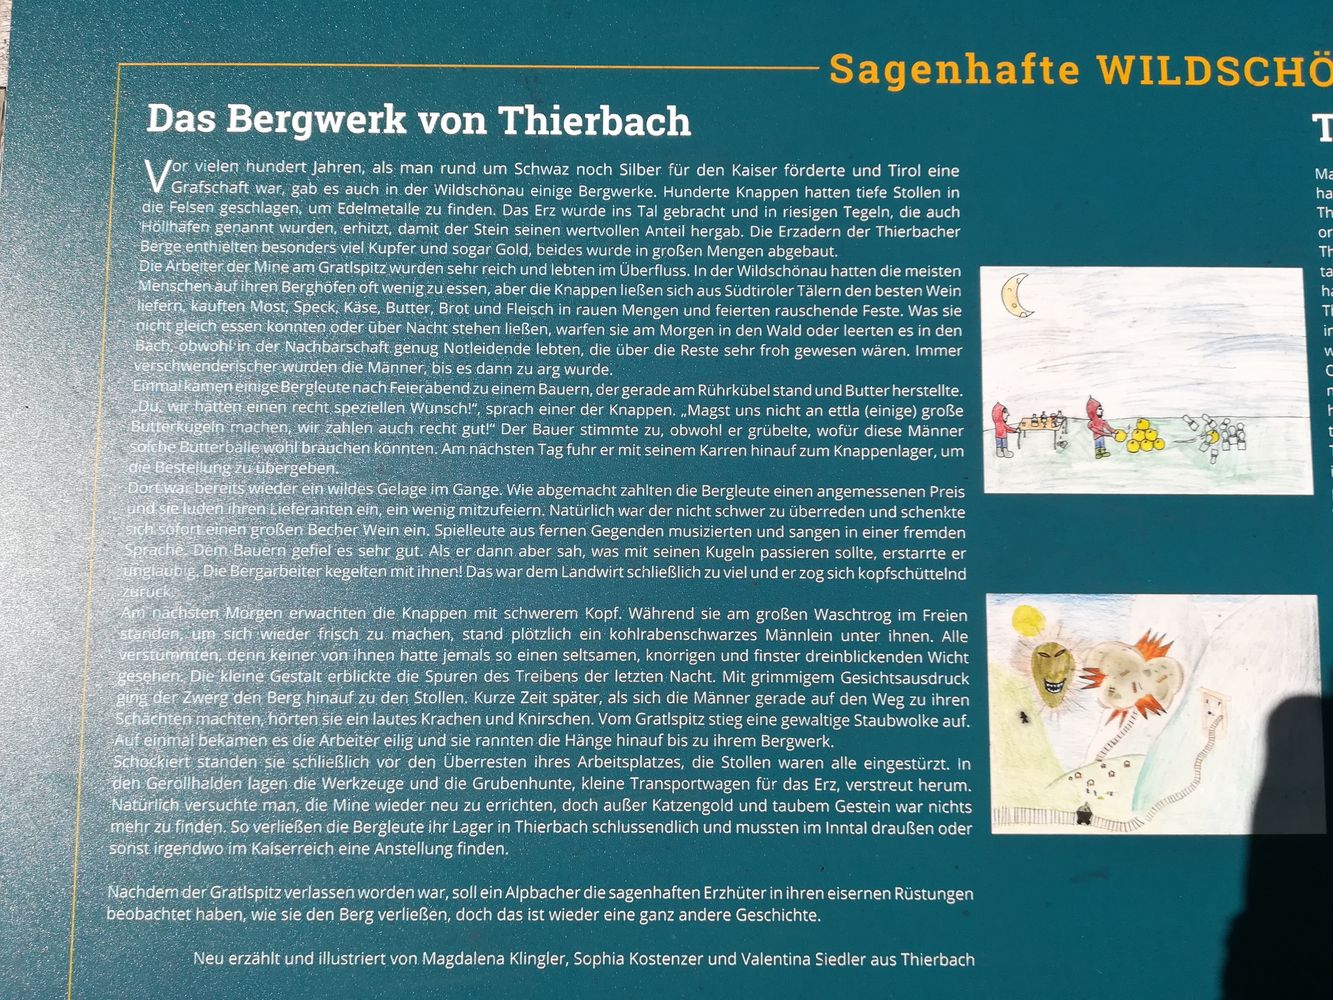 Sagenhafte WILDSCHÖ
Das Bergwerk von Thierbach
Vor vielen hundert Jahren, als man rund um Schwaz noch Silber für den Kaiser förderte und Tirol eine
Grafschaft war, gab es auch in der Wildschönau einige Bergwerke. Hunderte Knappen hatten tiefe Stollen in
die Felsen geschlagen, um Edelmetalle zu finden. Das Erz wurde ins Tal gebracht und in riesigen Tegeln, die auch
Höllhäfen genannt wurden, erhitzt, damit der Stein seinen wertvollen Anteil hergab. Die Erzadern der Thierbacher
Berge enthielten besonders viel Kupfer und sogar Gold, beides wurde in großen Mengen abgebaut.
Die Arbeiter der Mine am Gratlspitz wurden sehr reich und lebten im Überfluss. In der Wildschönau hatten die meisten
Menschen auf ihren Berghöfen oft wenig zu essen, aber die Knappen ließen sich aus Südtiroler Tälern den besten Wein
liefern, kauften Most, Speck, Käse, Butter, Brot und Fleisch in rauen Mengen und feierten rauschende Feste. Was sie
nicht gleich essen konnten oder über Nacht stehen ließen, warfen sie am Morgen in den Wald oder leerten es in den
Bach, obwohl in der Nachbarschaft genug Notleidende lebten, die über die Reste sehr froh gewesen wären. Immer
verschwenderischer wurden die Männer, bis es dann zu arg wurde.
Einmal kamen einige Bergleute nach Feierabend zu einem Bauern, der gerade am Rührkübel stand und Butter herstellte.
„Du, wir hätten einen recht speziellen Wunsch!“, sprach einer der Knappen. „Magst uns nicht an ettla (einige) große
Butterkugeln machen, wir zahlen auch recht gut!“ Der Bauer stimmte zu, obwohl er grübelte, wofür diese Männer
solche Butterbälle wohl brauchen könnten. Am nächsten Tag fuhr er mit seinem Karren hinauf zum Knappenlager, um
die Bestellung zu übergeben.
Dort war bereits wieder ein wildes Gelage im Gange. Wie abgemacht zahlten die Bergleute einen angemessenen Preis
und sie luden ihren Lieferanten ein, ein wenig mitzufeiern. Natürlich war der nicht schwer zu überreden und schenkte
sich sofort einen großen Becher Wein ein. Spielleute aus fernen Gegenden musizierten und sangen in einer fremden
Sprache. Dem Bauern gefiel es sehr gut. Als er dann aber sah, was mit seinen Kugeln passieren sollte, erstarrte er
ungläubig. Die Bergarbeiter kegelten mit ihnen! Das war dem Landwirt schließlich zu viel und er zog sich kopfschüttelnd
zurück.
Am nächsten Morgen erwachten die Knappen mit schwerem Kopf. Während sie am großen Waschtrog im Freien
standen, um sich wieder frisch zu machen, stand plötzlich ein kohlrabenschwarzes Männlein unter ihnen. Alle
verstummten, denn keiner von ihnen hatte jemals so einen seltsamen, knorrigen und finster dreinblickenden Wicht
gesehen. Die kleine Gestalt erblickte die Spuren des Treibens der letzten Nacht. Mit grimmigem Gesichtsausdruck
ging der Zwerg den Berg hinauf zu den Stollen. Kurze Zeit später, als sich die Männer gerade auf den Weg zu ihren
Schächten machten, hörten sie ein lautes Krachen und Knirschen. Vom Gratlspitz stieg eine gewaltige Staubwolke auf.
Auf einmal bekamen es die Arbeiter eilig und sie rannten die Hänge hinauf bis zu ihrem Bergwerk.
Schockiert standen sie schließlich vor den Überresten ihres Arbeitsplatzes, die Stollen waren alle eingestürzt. In
den Geröllhalden lagen die Werkzeuge und die Grubenhunte, kleine Transportwagen für das Erz, verstreut herum.
Natürlich versuchte man, die Mine wieder neu zu errichten, doch außer Katzengold und taubem Gestein war nichts
mehr zu finden. So verließen die Bergleute ihr Lager in Thierbach schlussendlich und mussten im Inntal draußen oder
sonst irgendwo im Kaiserreich eine Anstellung finden.
Nachdem der Gratlspitz verlassen worden war, soll ein Alpbacher die sagenhaften Erzhüter in ihren eisernen Rüstungen
beobachtet haben, wie sie den Berg verließen, doch das ist wieder eine ganz andere Geschichte.
Neu erzählt und illustriert von Magdalena Klingler, Sophia Kostenzer und Valentina Siedler aus Thierbach